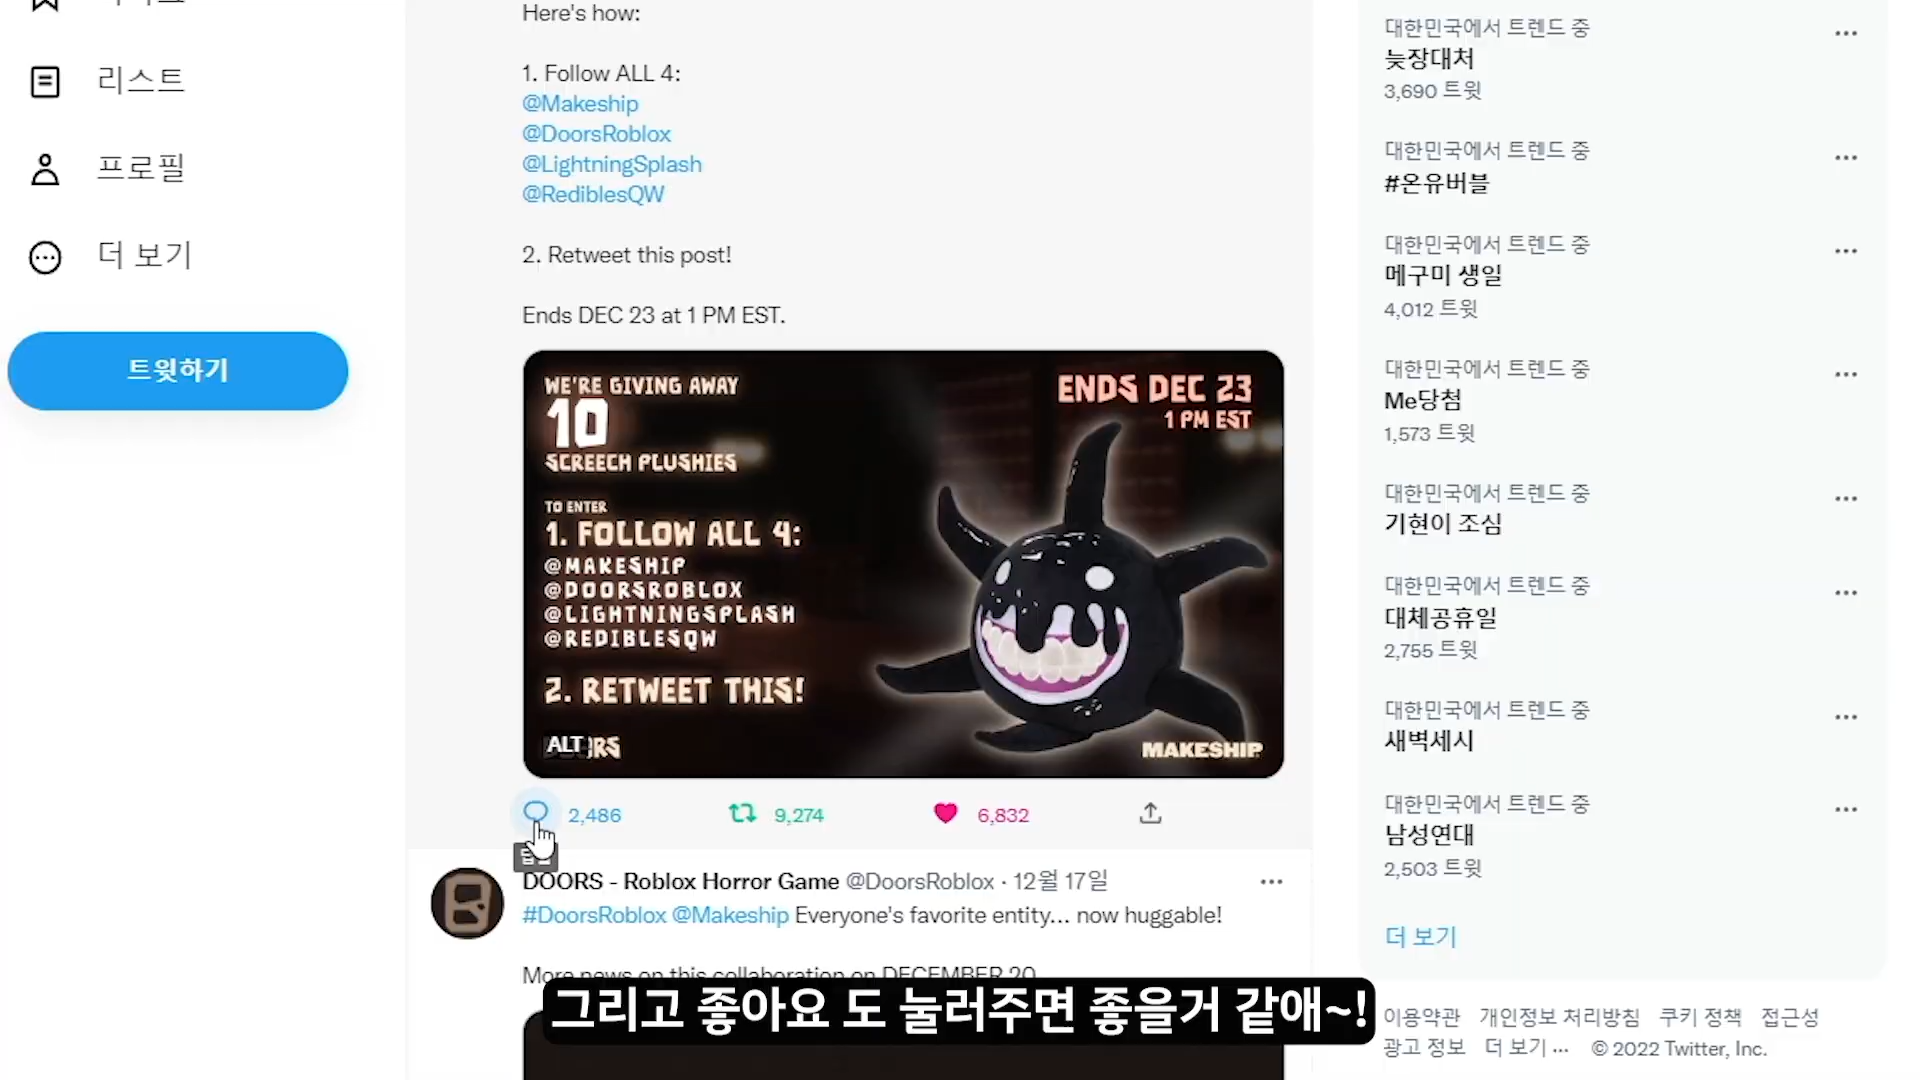 리스트
프로필
더 보기
트윗하기
Here's how:
1. Follow ALL 4:
@Makeship
@DoorsRoblox
@LightningSplash
@RediblesQW
2. Retweet this post!
Ends DEC 23 at 1 PM EST.
WE'RE GIVING AWAY
10
SCREECH PLUSHIES
TO ENTER
1. FOLLOW ALL 4:
@MAKESHIP
@DOORSROBLOX
@LIGHTNINGSPLASH
@REDIBLESQW
2. RETWEET THIS!
ENDS DEC 23
1 PM EST
ALT
MAKESHIP
2,486
9,274
6,832
DOORS - Roblox Horror Game @DoorsRoblox · 12월 17일
#DoorsRoblox @Makeship Everyone's favorite entity... now huggable!
More news on this collaboration on DECEMBER 20
그리고 좋아요 도 눌러주면 좋을거 같애~!
대한민국에서 트렌드 중
늦장대처
3,690 트윗
대한민국에서 트렌드 중
#온유버블
대한민국에서 트렌드 중
메구미 생일
4,012 트윗
대한민국에서 트렌드 중
Me당첨
1,573 트윗
대한민국에서 트렌드 중
기현이 조심
대한민국에서 트렌드 중
대체공휴일
2,755 트윗
대한민국에서 트렌드 중
새벽세시
대한민국에서 트렌드 중
남성연대
2,503 트윗
더 보기
이용약관 개인정보 처리방침 쿠키 정책 접근성
광고 정보 더 보기 ··· © 2022 Twitter, Inc.